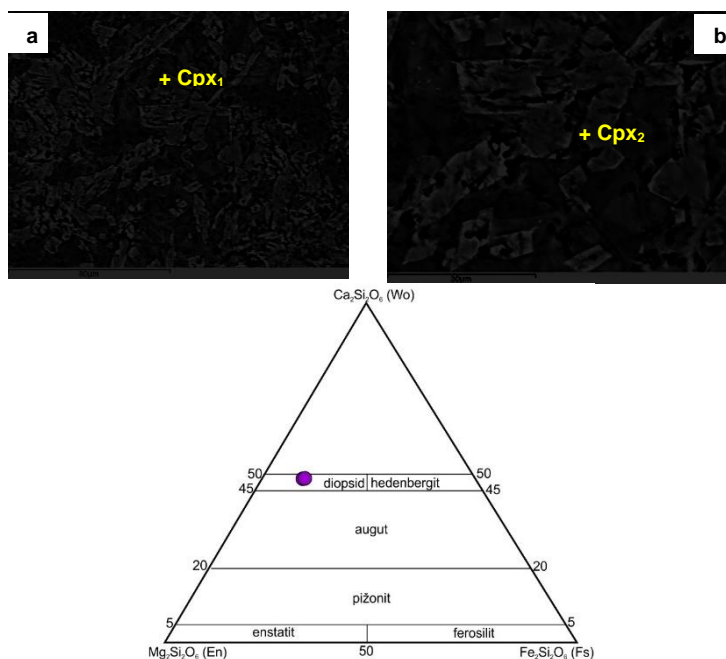 a
b
+ Cpx₁
+ Cpx₂
30µm
Ca₂Si₂O₆ (Wo)
50
50
diopsid
hedenbergit
45
45
augut
20
20
pižonit
5
5
enstatit
ferosilit
Mg₂Si₂O₆ (En)
50
Fe₂Si₂O₆ (Fs)